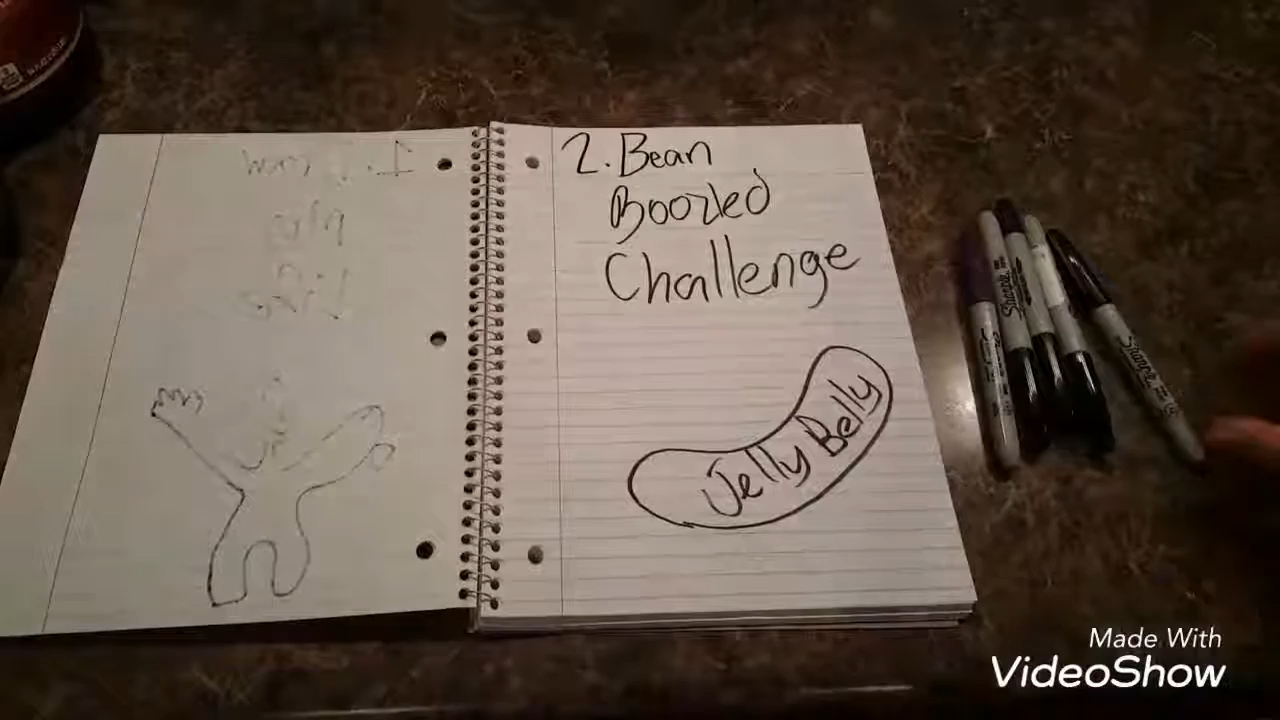 2. Bean
Boozled
Challenge
Jelly Belly
Sharpie
Sharpie
Made With
VideoShow